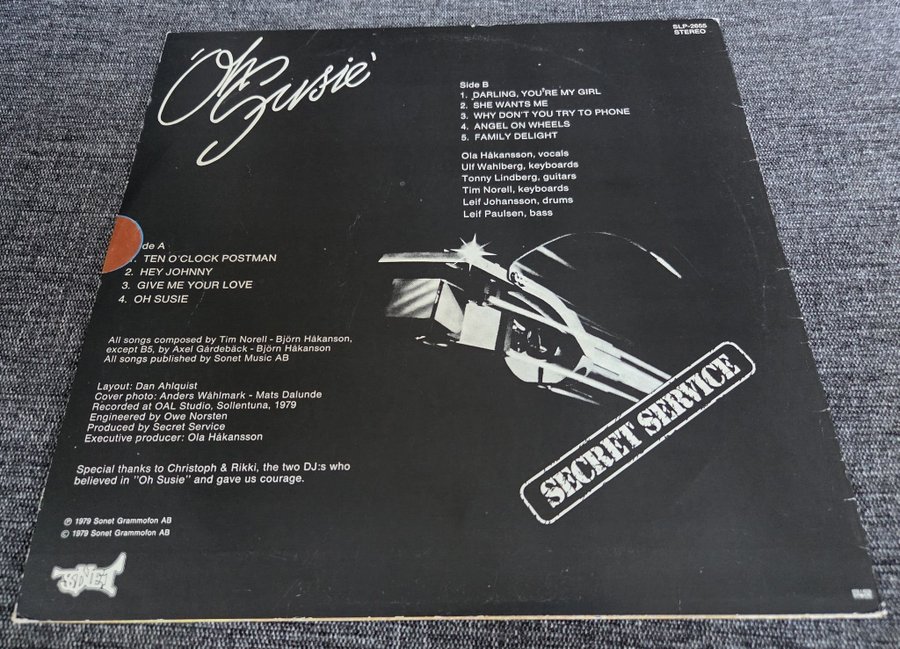 'Oh Susie'
SLP-2655
STEREO
Side B
1. DARLING, YOU'RE MY GIRL
2. SHE WANTS ME
3. WHY DON'T YOU TRY TO PHONE
4. ANGEL ON WHEELS
5. FAMILY DELIGHT
Ola Håkansson, vocals
Ulf Wahlberg, keyboards
Tonny Lindberg, guitars
Tim Norell, keyboards
Leif Johansson, drums
Leif Paulsen, bass
de A
1. TEN O'CLOCK POSTMAN
2. HEY JOHNNY
3. GIVE ME YOUR LOVE
4. OH SUSIE
All songs composed by Tim Norell - Björn Håkanson,
except B5, by Axel Gårdebäck - Björn Håkanson
All songs published by Sonet Music AB
Layout: Dan Ahlquist
Cover photo: Anders Wåhlmark - Mats Dalunde
Recorded at OAL Studio, Sollentuna, 1979
Engineered by Owe Norsten
Produced by Secret Service
Executive producer: Ola Håkansson
SECRET SERVICE
Special thanks to Christoph & Rikki, the two DJ:s who
believed in "Oh Susie" and gave us courage.
℗ 1979 Sonet Grammofon AB
© 1979 Sonet Grammofon AB
SONET